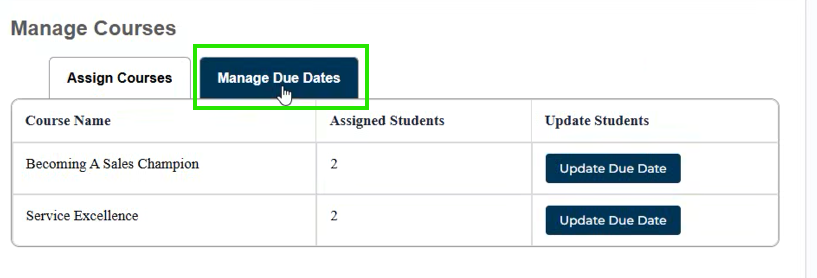 Manage Courses
Assign Courses
Manage Due Dates
Course Name Assigned Students Update Students
Becoming A Sales Champion 2 Update Due Date
Service Excellence 2 Update Due Date